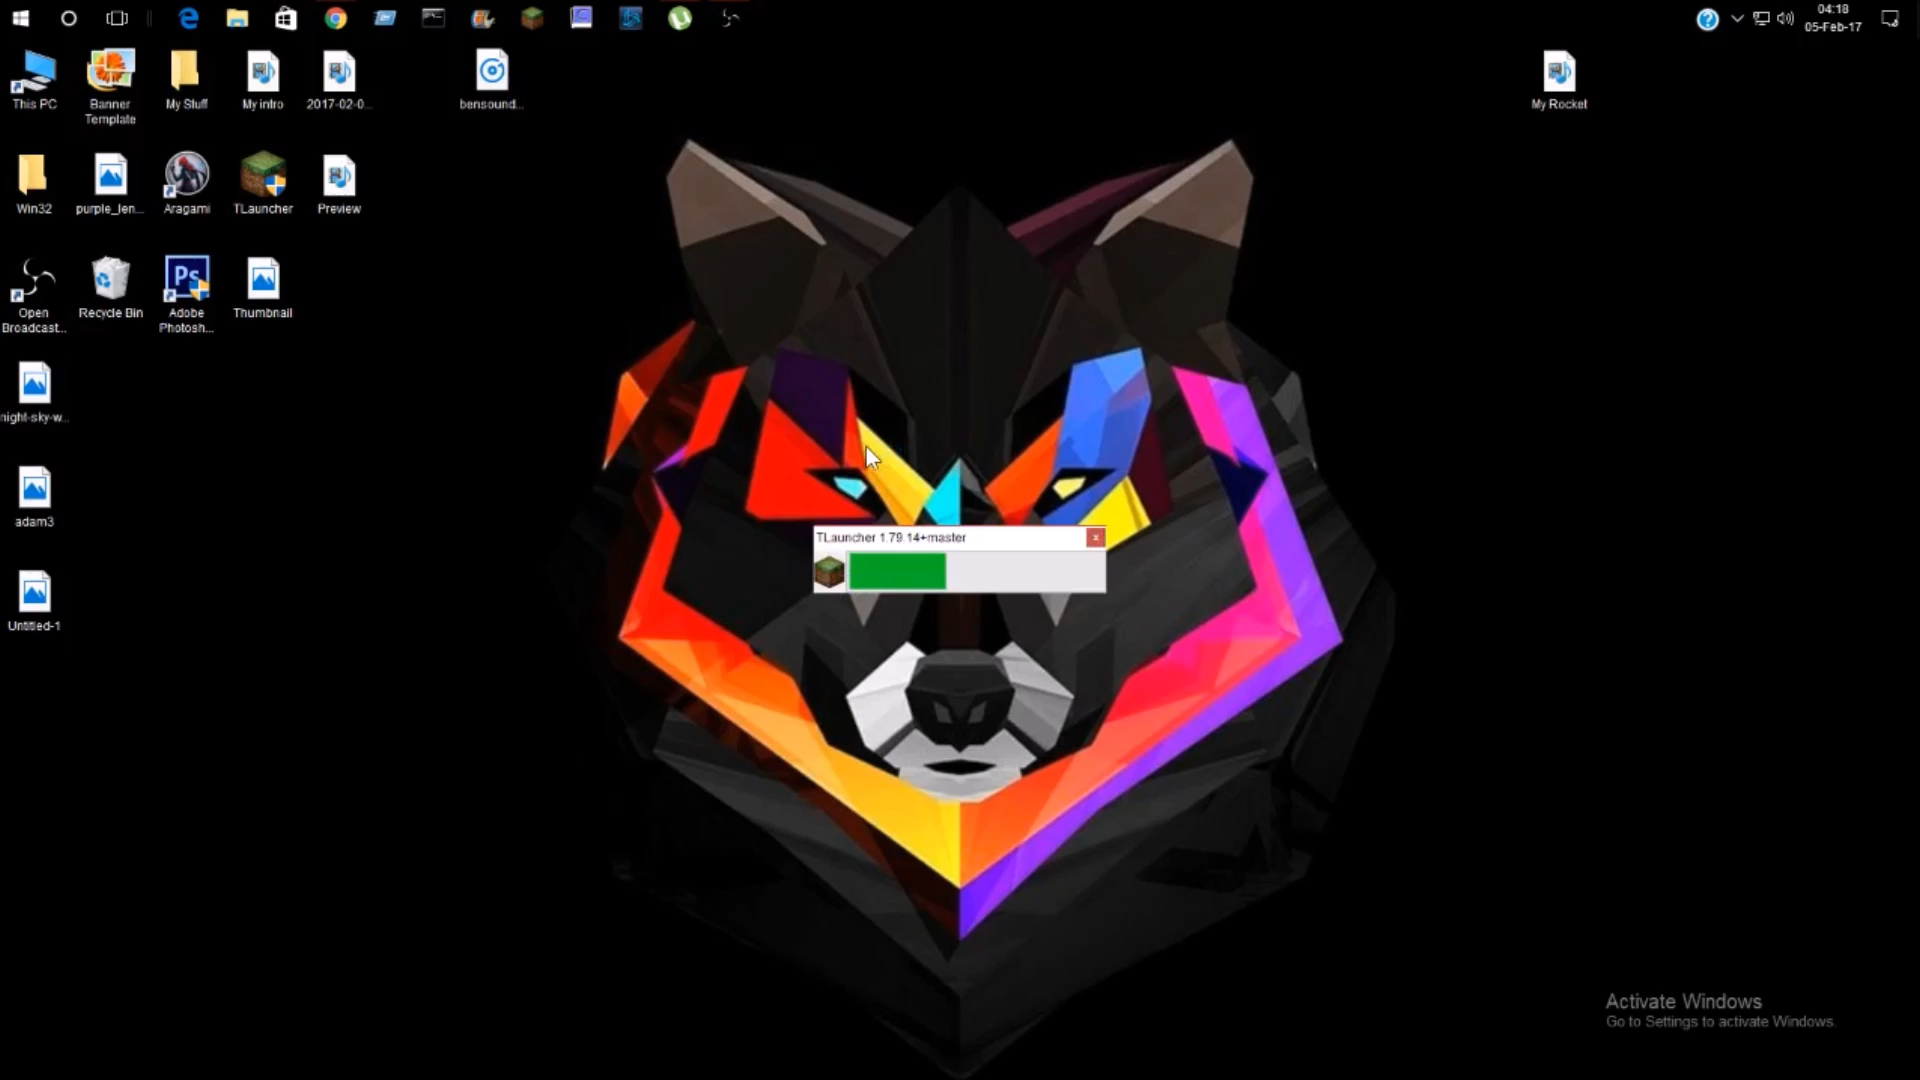 04:18
05-Feb-17
This PC
Banner
Template
My Stuff
My intro
2017-02-0...
bensound...
My Rocket
Win32
purple_len...
Aragami
TLauncher
Preview
Open
Broadcast...
Recycle Bin
Ps
Adobe
Photosh...
Thumbnail
night-sky-w...
adam3
TLauncher 1.79.14+master
Untitled-1
Activate Windows
Go to Settings to activate Windows.